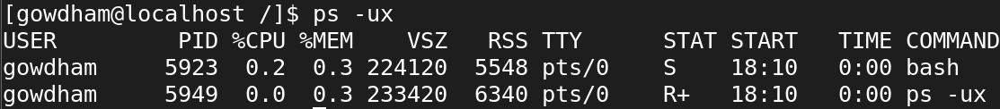 [gowdham@localhost /]$ ps -ux
USER         PID %CPU %MEM    VSZ   RSS TTY      STAT START   TIME COMMAND
gowdham     5923  0.2  0.3 224120  5548 pts/0    S    18:10   0:00 bash
gowdham     5949  0.0  0.3 233420  6340 pts/0    R+   18:10   0:00 ps -ux